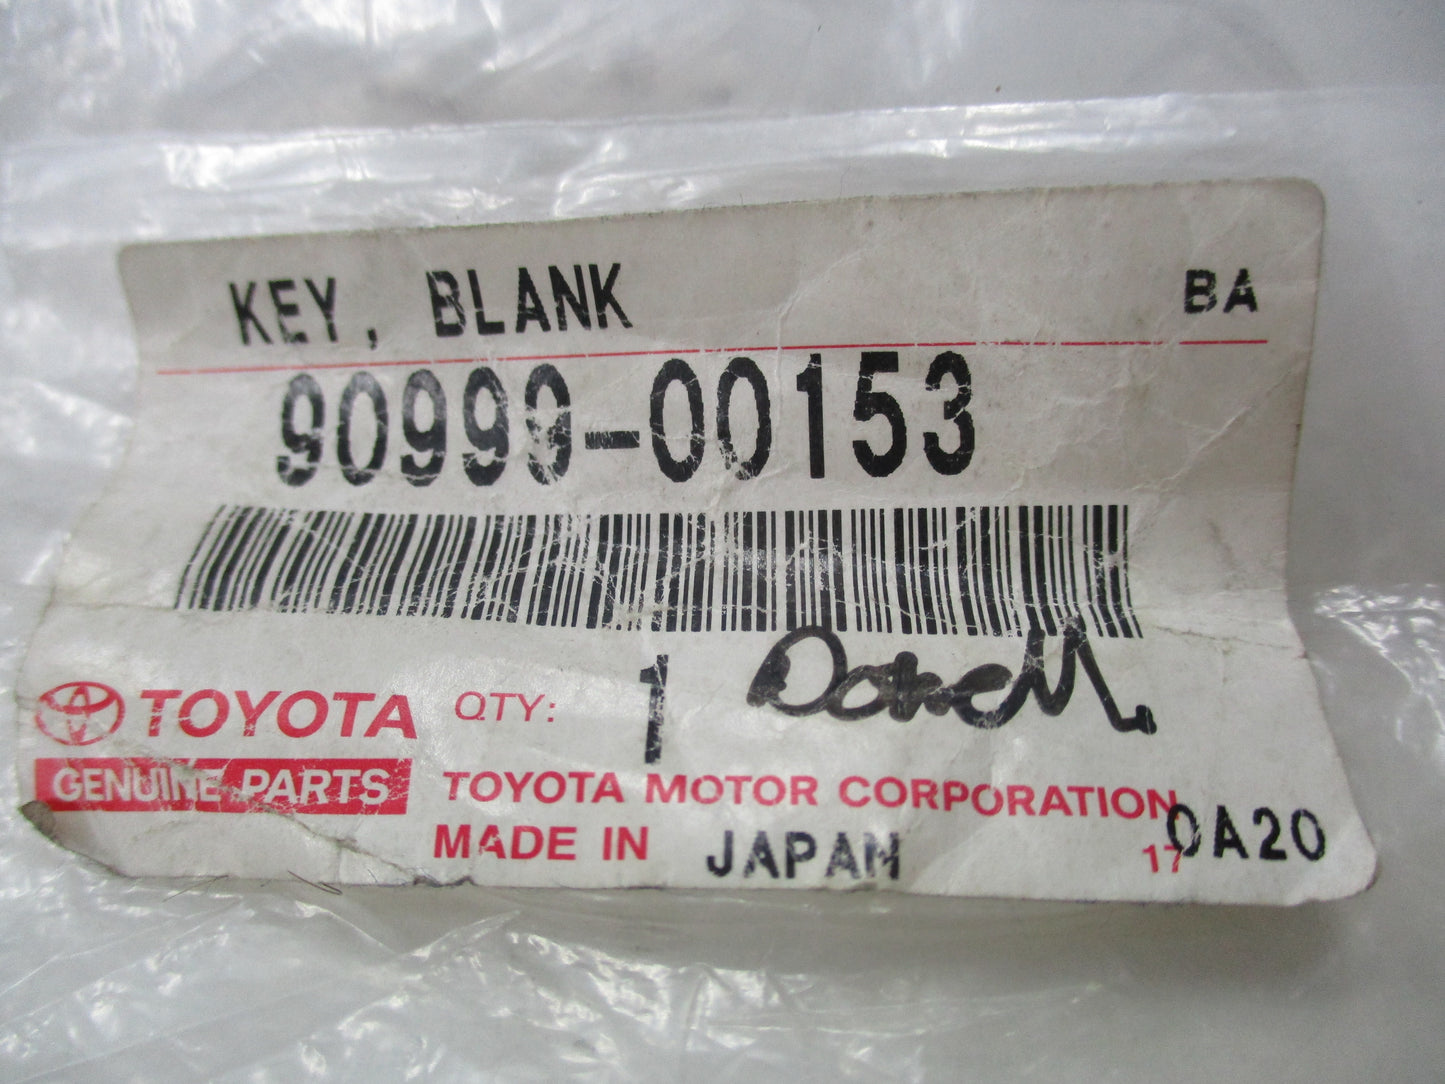 KEY, BLANK BA
90999-00153
TOYOTA QTY: 1
GENUINE PARTS TOYOTA MOTOR CORPORATION
MADE IN JAPAN 17 0A20